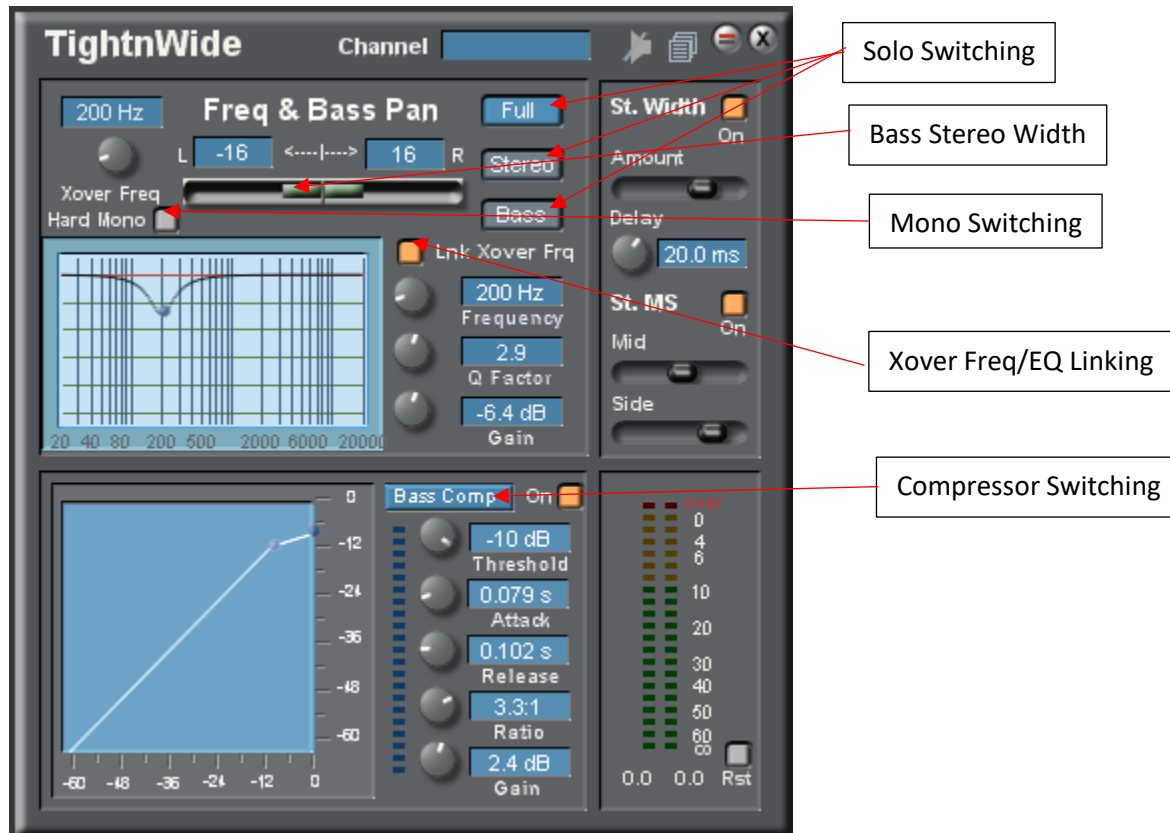 TightnWide
Channel
200 Hz
Freq & Bass Pan
Full
L -16 <----|----> 16 R
Stereo
Xover Freq
Bass
Hard Mono
Lnk Xover Frq
200 Hz
Frequency
2.9
Q Factor
-6.4 dB
Gain
20 40 80 200 500 2000 6000 20000
St. Width
On
Amount
Delay
20.0 ms
St. MS
On
Mid
Side
0
-12
-24
-36
-48
-60
-60 -48 -36 -24 -12 0
Bass Comp
On
-10 dB
Threshold
0.079 s
Attack
0.102 s
Release
3.3:1
Ratio
2.4 dB
Gain
over
0
4
6
10
20
30
40
50
60
∞
0.0 0.0 Rst
Solo Switching
Bass Stereo Width
Mono Switching
Xover Freq/EQ Linking
Compressor Switching